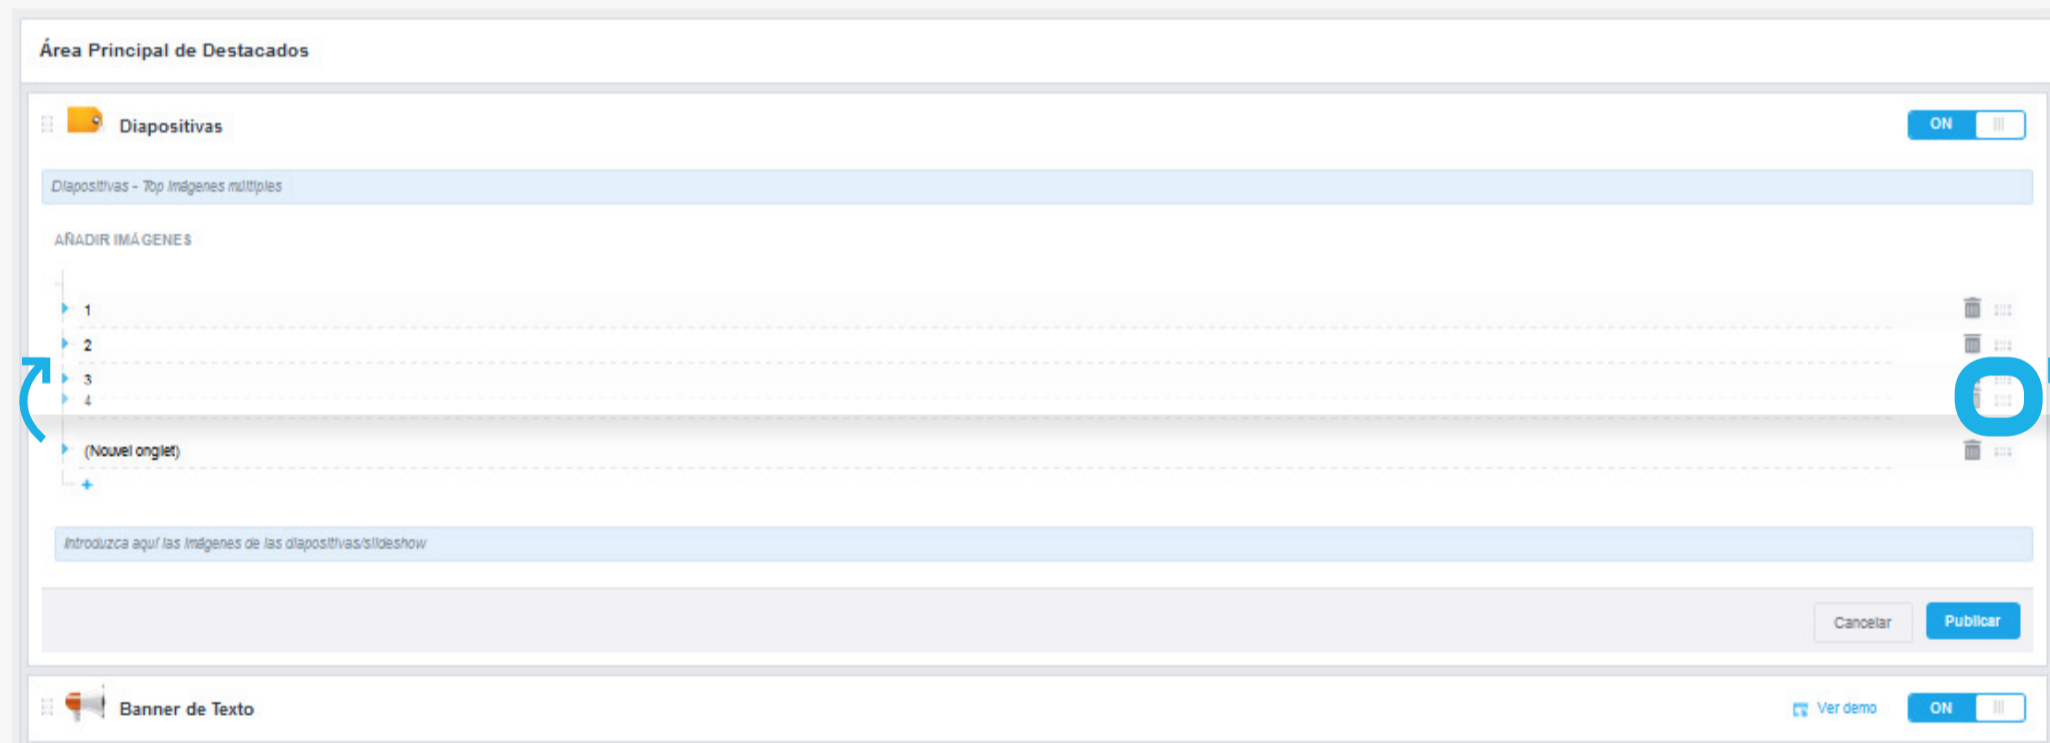 Área Principal de Destacados
Diapositivas
ON
Diapositivas - Top imágenes múltiples
AÑADIR IMÁGENES
1
2
3
4
(Nouvel onglet)
+
Introduzca aquí las imágenes de las diapositivas/slideshow
Cancelar
Publicar
Banner de Texto
Ver demo
ON